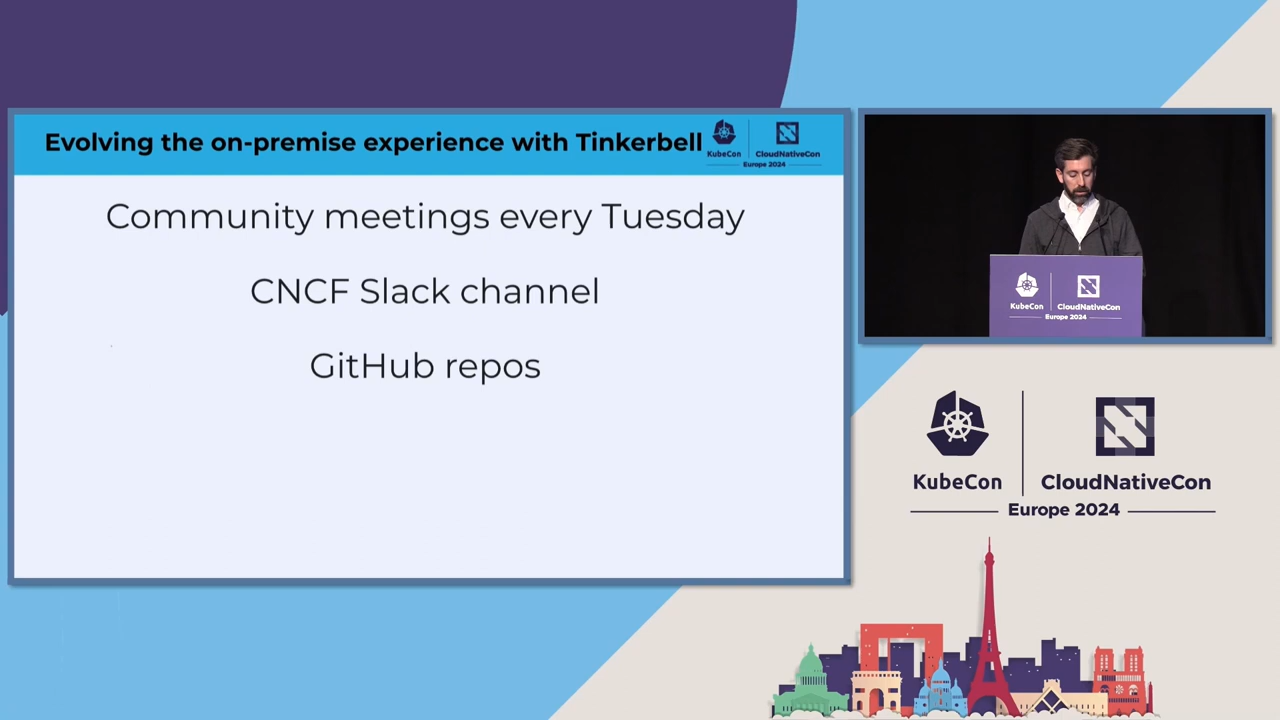 Evolving the on-premise experience with Tinkerbell
KubeCon
CloudNativeCon
Europe 2024
Community meetings every Tuesday
CNCF Slack channel
GitHub repos
KubeCon
CloudNativeCon
Europe 2024
KubeCon
CloudNativeCon
Europe 2024